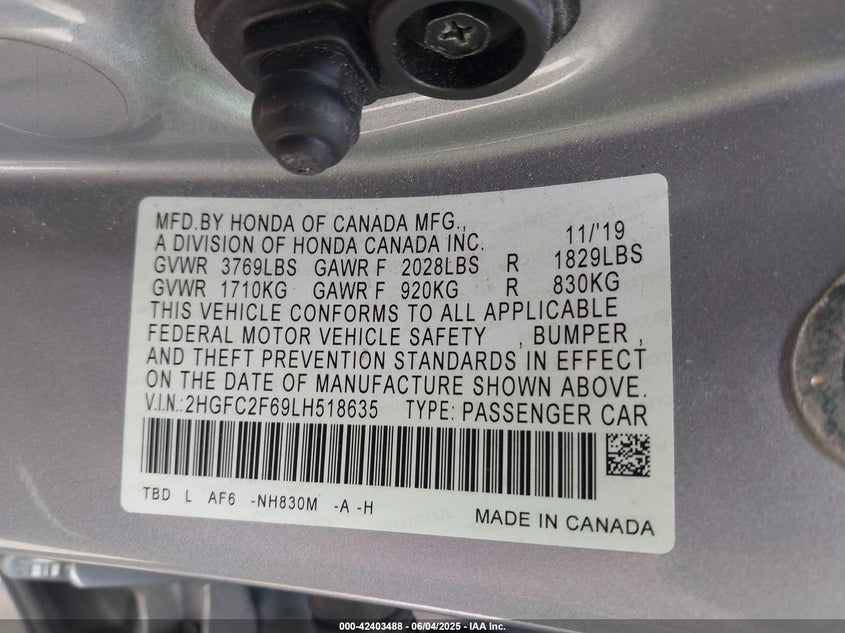 MFD.BY HONDA OF CANADA MFG.,
A DIVISION OF HONDA CANADA INC. 11/'19
GVWR 3769LBS GAWR F 2028LBS R 1829LBS
GVWR 1710KG GAWR F 920KG R 830KG
THIS VEHICLE CONFORMS TO ALL APPLICABLE
FEDERAL MOTOR VEHICLE SAFETY , BUMPER ,
AND THEFT PREVENTION STANDARDS IN EFFECT
ON THE DATE OF MANUFACTURE SHOWN ABOVE.
V.I.N.:2HGFC2F69LH518635 TYPE: PASSENGER CAR
TBD L AF6 -NH830M -A -H
MADE IN CANADA
000-42403488 - 06/04/2025 - IAA Inc.